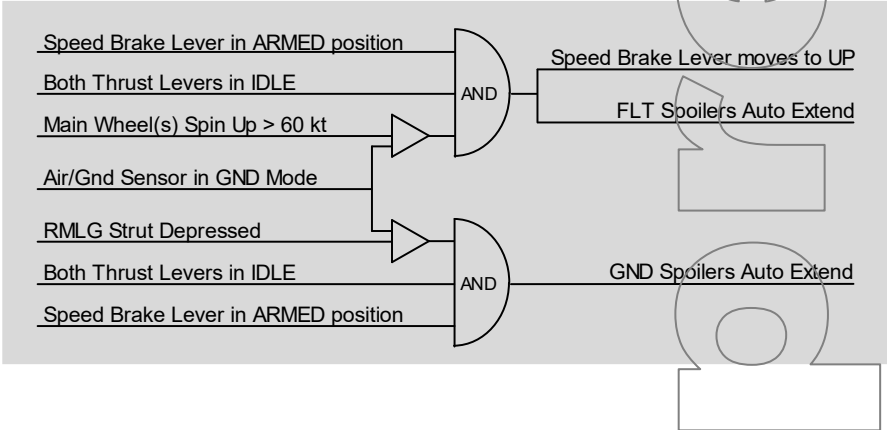 Speed Brake Lever in ARMED position
Both Thrust Levers in IDLE
Main Wheel(s) Spin Up > 60 kt
Air/Gnd Sensor in GND Mode
RMLG Strut Depressed
Both Thrust Levers in IDLE
Speed Brake Lever in ARMED position
AND
AND
Speed Brake Lever moves to UP
FLT Spoilers Auto Extend
GND Spoilers Auto Extend